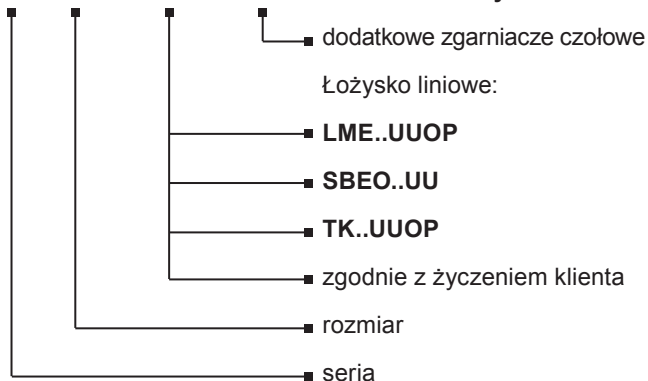 dodatkowe zgarniacze czołowe
Łożysko liniowe:
LME..UUOP
SBEO..UU
TK..UUOP
zgodnie z życzeniem klienta
rozmiar
seria